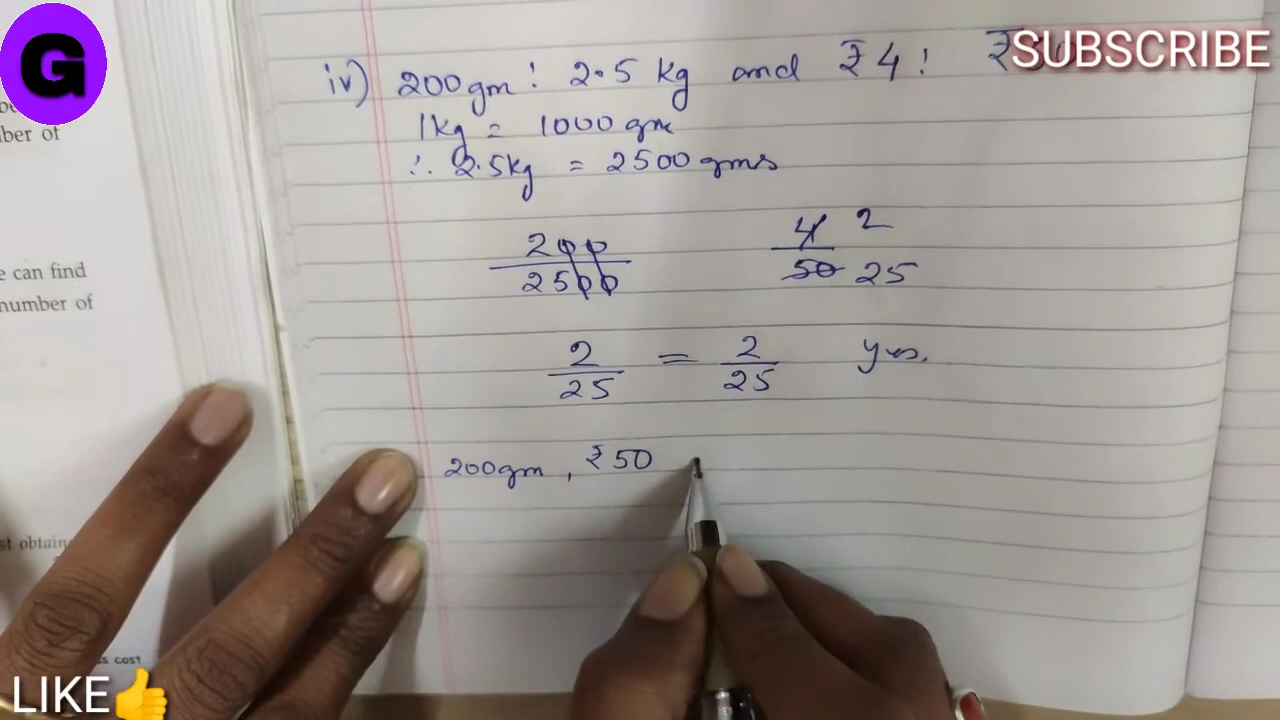 G
SUBSCRIBE
iv) 200gm : 2.5 kg and ₹4 :
1kg = 1000 gm
∴ 2.5kg = 2500 gms
200 4 2
2500 50 25
2 = 2 yes.
25 25
200gm , ₹50
ber of
e can find
number of
st obtain
s cost
LIKE